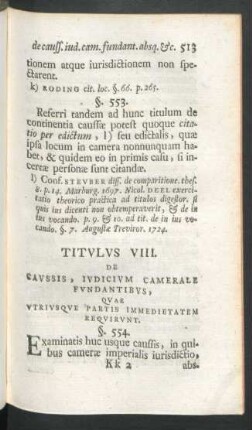 de causs. iud. cam. fundant. absq. &c. 513
tionem atque iurisdictionem non spe-
ctarent.
k) RODING cit. loc. §. 66. p. 265.
§. 553.
Referri tandem ad hunc titulum de
continentia caussae potest quoque cita-
tio per edictum, l) seu edictalis, quae
ipsa locum in camera nonnunquam ha-
bet, & quidem eo in primis casu, si in-
certae personae sunt citandae.
l) Conf. STEUBER diss. de comparitione. thes.
8. p. 14. Marburg. 1697. Nicol. DEEL exerci-
tatio theorico practica ad titulos digestor. si
quis ius dicenti non obtemperaverit, & de in
ius vocando. p. 9. & 10. ad tit. de in ius vo-
cando. §. 7. Augustae Treviror. 1724.
TITULUS VIII.
DE
CAUSSIS, IUDICIUM CAMERALE
FUNDANTIBUS,
QUAE
UTRIUSQUE PARTIS IMMEDIETATEM
REQUIRUNT.
§. 554.
Examinatis huc usque caussis, in qui-
bus camerae imperialis iurisdictio,
Kk 2 abs-